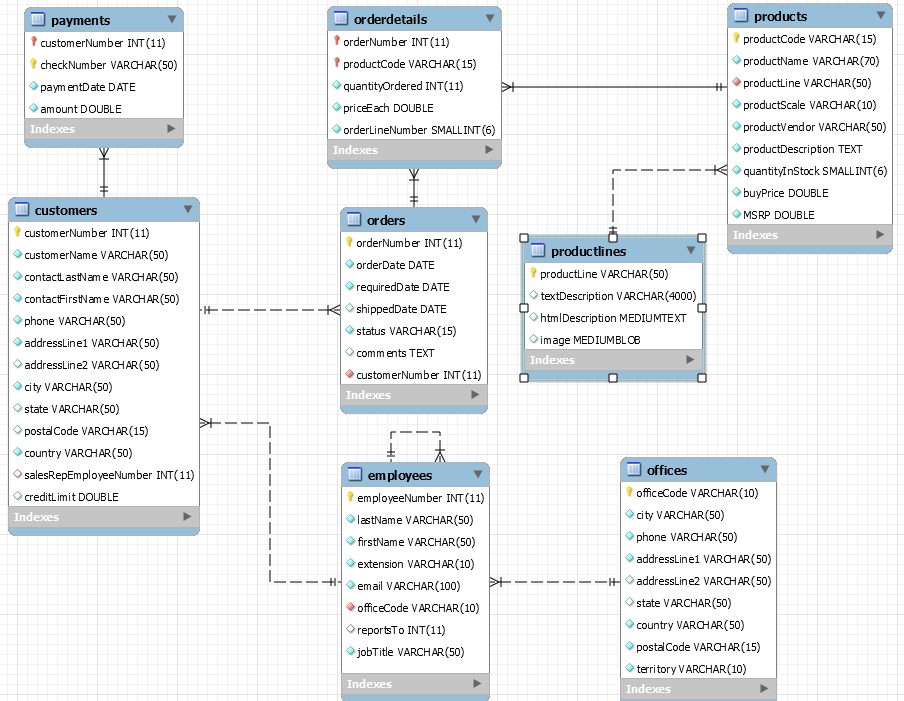 payments
customerNumber INT(11)
checkNumber VARCHAR(50)
paymentDate DATE
amount DOUBLE
Indexes
orderdetails
orderNumber INT(11)
productCode VARCHAR(15)
quantityOrdered INT(11)
priceEach DOUBLE
orderLineNumber SMALLINT(6)
Indexes
products
productCode VARCHAR(15)
productName VARCHAR(70)
productLine VARCHAR(50)
productScale VARCHAR(10)
productVendor VARCHAR(50)
productDescription TEXT
quantityInStock SMALLINT(6)
buyPrice DOUBLE
MSRP DOUBLE
Indexes
customers
customerNumber INT(11)
customerName VARCHAR(50)
contactLastName VARCHAR(50)
contactFirstName VARCHAR(50)
phone VARCHAR(50)
addressLine1 VARCHAR(50)
addressLine2 VARCHAR(50)
city VARCHAR(50)
state VARCHAR(50)
postalCode VARCHAR(15)
country VARCHAR(50)
salesRepEmployeeNumber INT(11)
creditLimit DOUBLE
Indexes
orders
orderNumber INT(11)
orderDate DATE
requiredDate DATE
shippedDate DATE
status VARCHAR(15)
comments TEXT
customerNumber INT(11)
Indexes
productlines
productLine VARCHAR(50)
textDescription VARCHAR(4000)
htmlDescription MEDIUMTEXT
image MEDIUMBLOB
Indexes
employees
employeeNumber INT(11)
lastName VARCHAR(50)
firstName VARCHAR(50)
extension VARCHAR(10)
email VARCHAR(100)
officeCode VARCHAR(10)
reportsTo INT(11)
jobTitle VARCHAR(50)
Indexes
offices
officeCode VARCHAR(10)
city VARCHAR(50)
phone VARCHAR(50)
addressLine1 VARCHAR(50)
addressLine2 VARCHAR(50)
state VARCHAR(50)
country VARCHAR(50)
postalCode VARCHAR(15)
territory VARCHAR(10)
Indexes